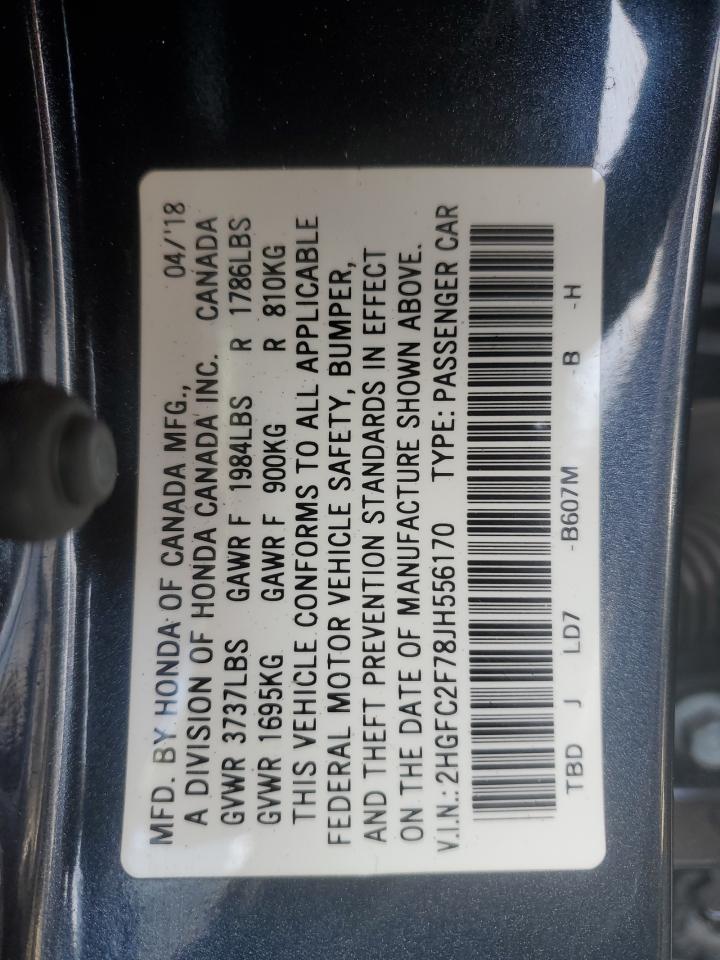 MFD. BY HONDA OF CANADA MFG., 04/'18
A DIVISION OF HONDA CANADA INC. CANADA
GVWR 3737LBS GAWR F 1984LBS R 1786LBS
GVWR 1695KG GAWR F 900KG R 810KG
THIS VEHICLE CONFORMS TO ALL APPLICABLE
FEDERAL MOTOR VEHICLE SAFETY, BUMPER,
AND THEFT PREVENTION STANDARDS IN EFFECT
ON THE DATE OF MANUFACTURE SHOWN ABOVE.
V.I.N.: 2HGFC2F78JH556170 TYPE: PASSENGER CAR
TBD J LD7 -B607M -B -H